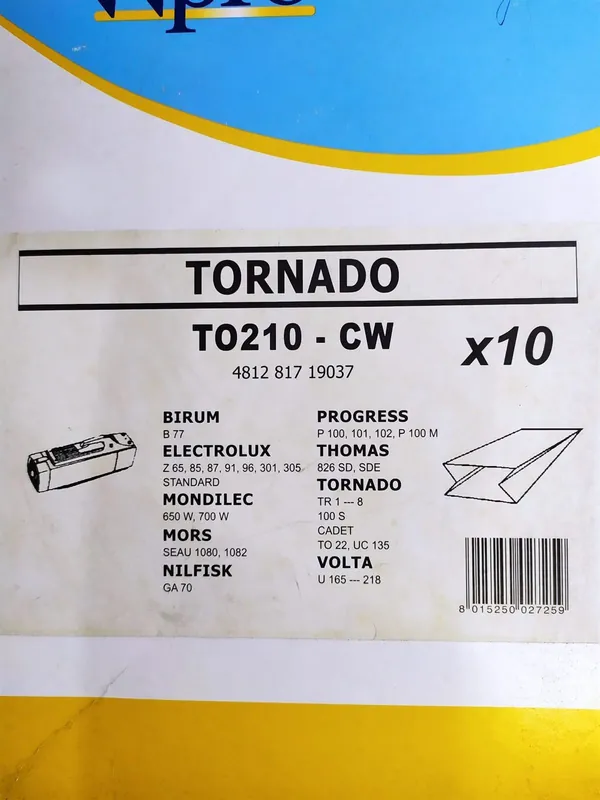 Wpro
TORNADO
TO210 - CW
x10
4812 817 19037
BIRUM
B 77
ELECTROLUX
Z 65, 85, 87, 91, 96, 301, 305
STANDARD
MONDILEC
650 W, 700 W
MORS
SEAU 1080, 1082
NILFISK
GA 70
PROGRESS
P 100, 101, 102, P 100 M
THOMAS
826 SD, SDE
TORNADO
TR 1 --- 8
100 S
CADET
TO 22, UC 135
VOLTA
U 165 --- 218
8 015250 027259